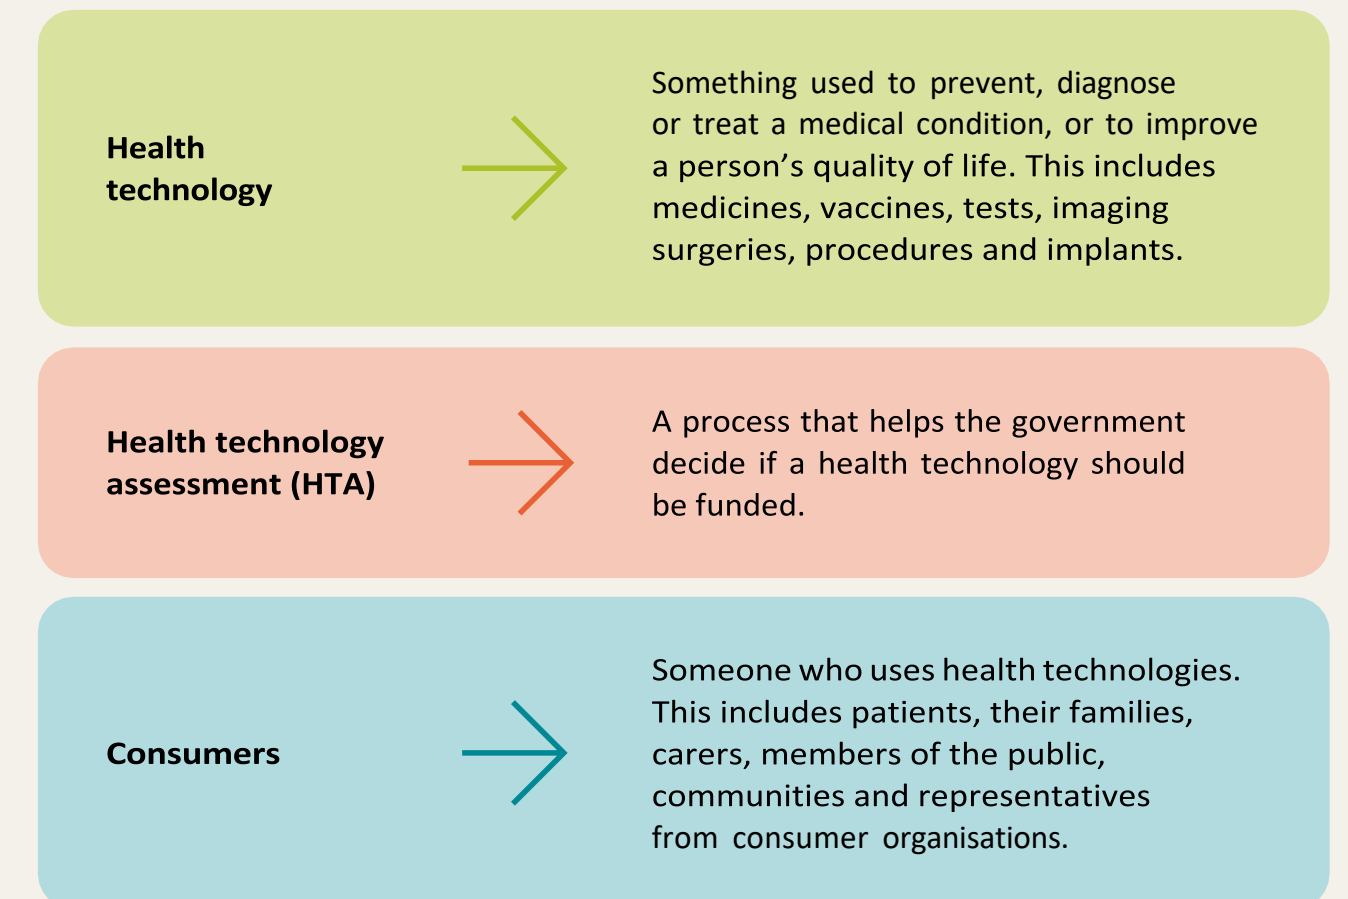 Health
technology
Something used to prevent, diagnose
or treat a medical condition, or to improve
a person’s quality of life. This includes
medicines, vaccines, tests, imaging
surgeries, procedures and implants.
Health technology
assessment (HTA)
A process that helps the government
decide if a health technology should
be funded.
Consumers
Someone who uses health technologies.
This includes patients, their families,
carers, members of the public,
communities and representatives
from consumer organisations.